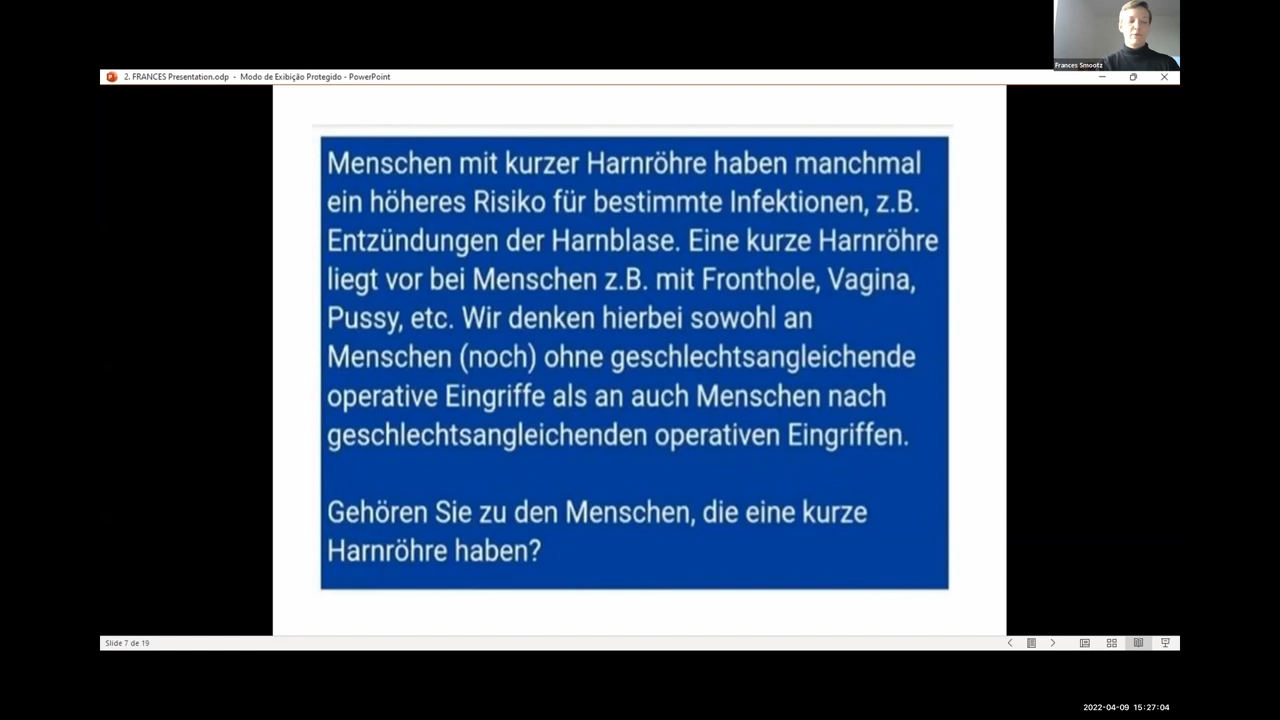 Frances Smootz
2. FRANCES Presentation.odp - Modo de Exibição Protegido - PowerPoint
Menschen mit kurzer Harnröhre haben manchmal
ein höheres Risiko für bestimmte Infektionen, z.B.
Entzündungen der Harnblase. Eine kurze Harnröhre
liegt vor bei Menschen z.B. mit Fronthole, Vagina,
Pussy, etc. Wir denken hierbei sowohl an
Menschen (noch) ohne geschlechtsangleichende
operative Eingriffe als an auch Menschen nach
geschlechtsangleichenden operativen Eingriffen.
Gehören Sie zu den Menschen, die eine kurze
Harnröhre haben?
Slide 7 de 19
2022-04-09 15:27:04